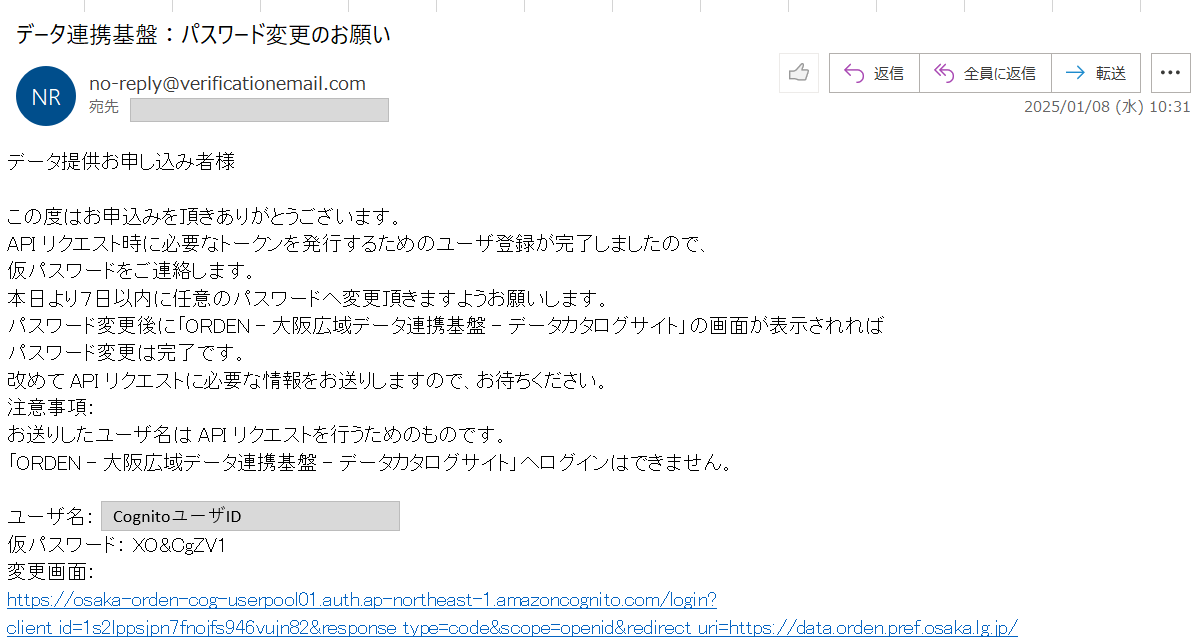 データ連携基盤：パスワード変更のお願い
NR
no-reply@verificationemail.com
宛先
返信
全員に返信
転送
2025/01/08 (水) 10:31
データ提供お申し込み者様
この度はお申込みを頂きありがとうございます。
API リクエスト時に必要なトークンを発行するためのユーザ登録が完了しましたので、
仮パスワードをご連絡します。
本日より７日以内に任意のパスワードへ変更頂きますようお願いします。
パスワード変更後に「ORDEN – 大阪広域データ連携基盤 – データカタログサイト」の画面が表示されれば
パスワード変更は完了です。
改めて API リクエストに必要な情報をお送りしますので、お待ちください。
注意事項:
お送りしたユーザ名は API リクエストを行うためのものです。
「ORDEN – 大阪広域データ連携基盤 – データカタログサイト」へログインはできません。
ユーザ名: CognitoユーザID
仮パスワード: XO&CgZV1
変更画面:
https://osaka-orden-cog-userpool01.auth.ap-northeast-1.amazoncognito.com/login?
client_id=1s2lppsjpn7fnojfs946vujn82&response_type=code&scope=openid&redirect_uri=https://data.orden.pref.osaka.lg.jp/